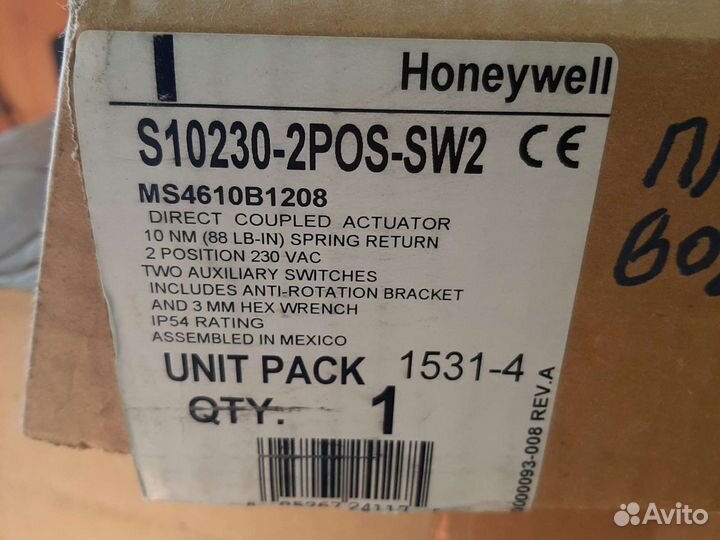 Honeywell
S10230-2POS-SW2 CE
MS4610B1208
DIRECT COUPLED ACTUATOR
10 NM (88 LB-IN) SPRING RETURN
2 POSITION 230 VAC
TWO AUXILIARY SWITCHES
INCLUDES ANTI-ROTATION BRACKET
AND 3 MM HEX WRENCH
IP54 RATING
ASSEMBLED IN MEXICO
UNIT PACK 1531-4
QTY. 1
0000093-008 REV.A
Avito